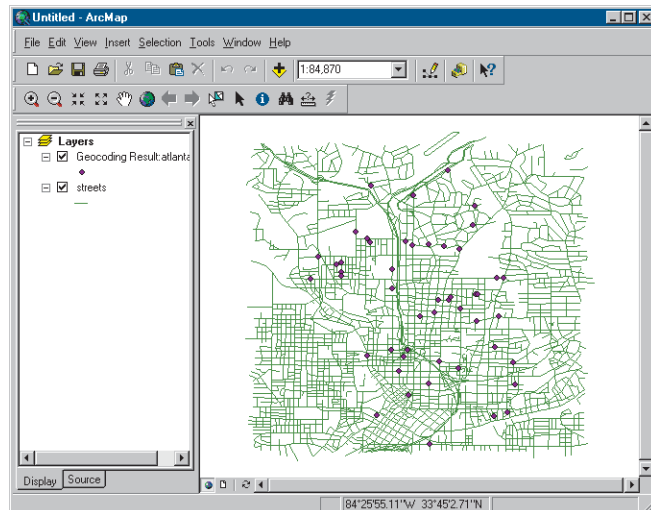 Untitled - ArcMap
File Edit View Insert Selection Tools Window Help
1:84,870
Layers
Geocoding Result:atlanta
streets
Display Source
84°25'55.11"W 33°45'2.71"N